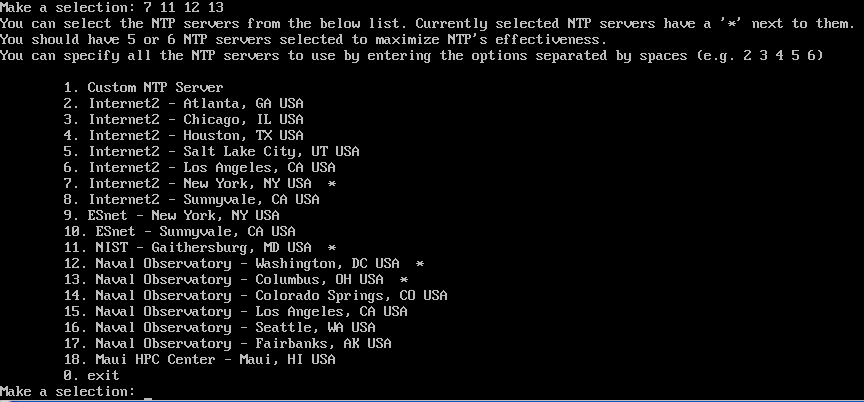 Make a selection: 7 11 12 13
You can select the NTP servers from the below list. Currently selected NTP servers have a '*' next to them.
You should have 5 or 6 NTP servers selected to maximize NTP's effectiveness.
You can specify all the NTP servers to use by entering the options separated by spaces (e.g. 2 3 4 5 6)
1. Custom NTP Server
2. Internet2 - Atlanta, GA USA
3. Internet2 - Chicago, IL USA
4. Internet2 - Houston, TX USA
5. Internet2 - Salt Lake City, UT USA
6. Internet2 - Los Angeles, CA USA
7. Internet2 - New York, NY USA *
8. Internet2 - Sunnyvale, CA USA
9. ESnet - New York, NY USA
10. ESnet - Sunnyvale, CA USA
11. NIST - Gaithersburg, MD USA *
12. Naval Observatory - Washington, DC USA *
13. Naval Observatory - Columbus, OH USA *
14. Naval Observatory - Colorado Springs, CO USA
15. Naval Observatory - Los Angeles, CA USA
16. Naval Observatory - Seattle, WA USA
17. Naval Observatory - Fairbanks, AK USA
18. Maui HPC Center - Maui, HI USA
0. exit
Make a selection: _